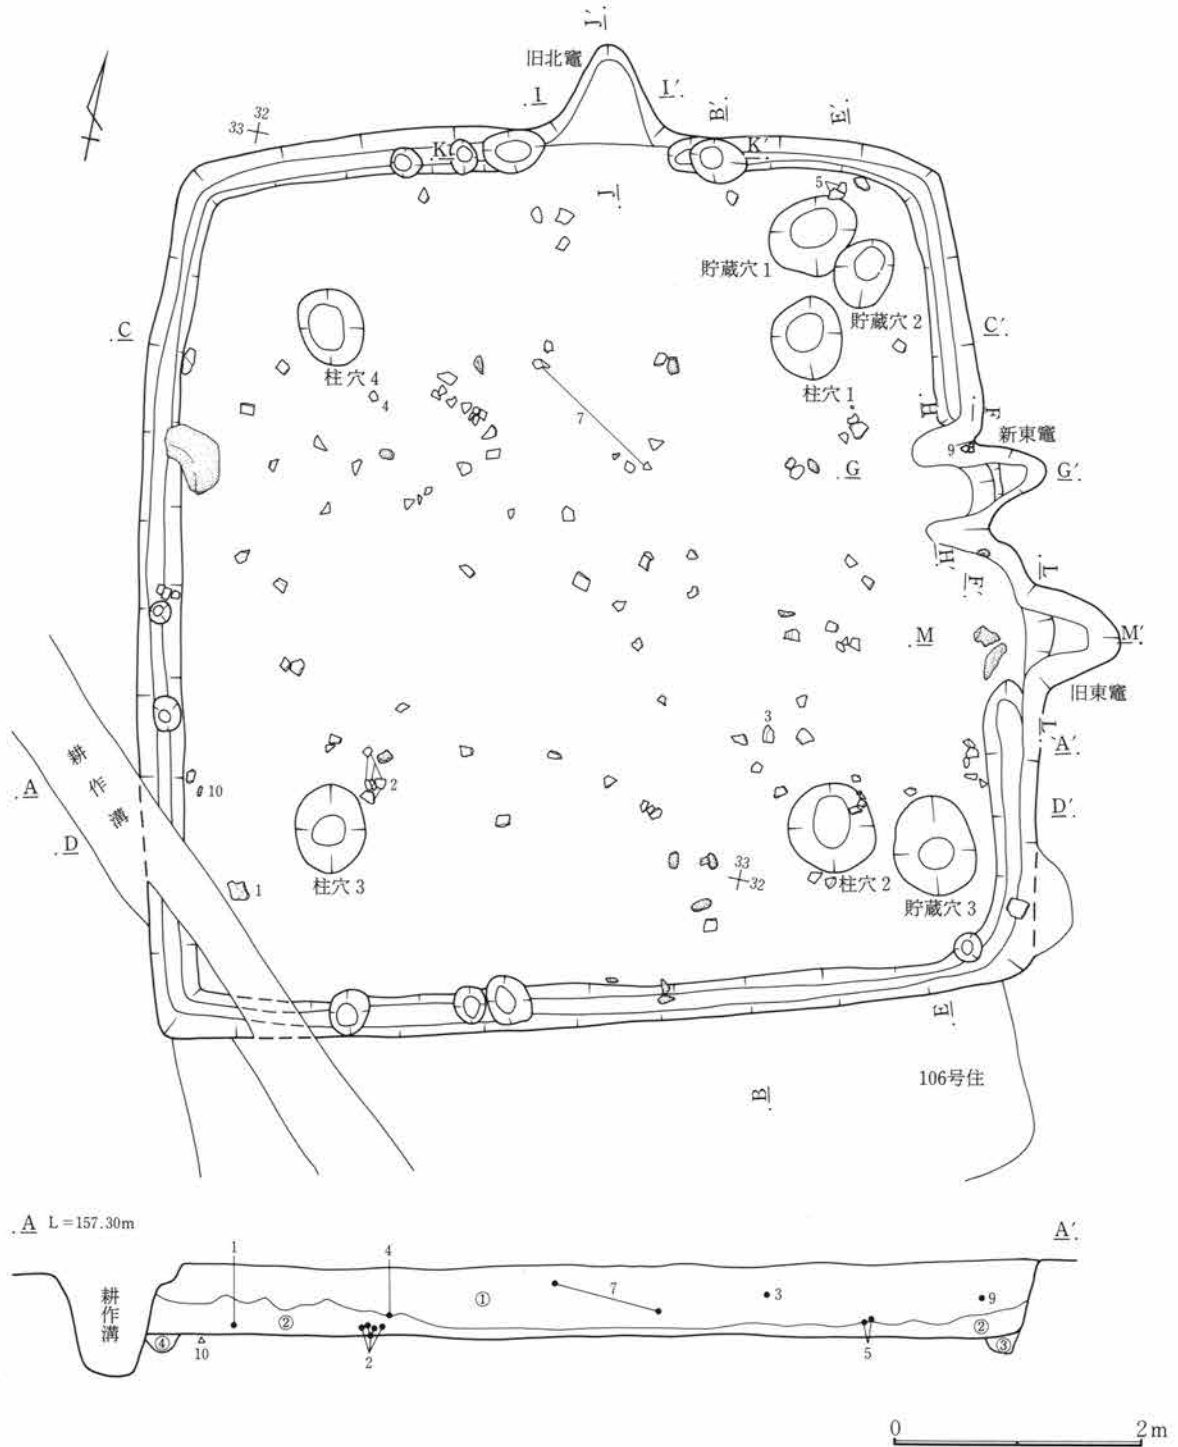 J′
旧北竈
I
I′
B′
E′
32
33
K
K′
J
5
貯蔵穴1
貯蔵穴2
C
C′
柱穴4
4
柱穴1
7
H
F
新東竈
9
G
G′
H′
F′
L
M
M′
旧東竈
L′
3
A′
耕作溝
A
10
2
D′
D
柱穴3
1
33
32
柱穴2
貯蔵穴3
E
106号住
B
A L=157.30m
A′
1
4
7
①
3
9
耕作溝
②
②
④
10
2
5
③
0
2m